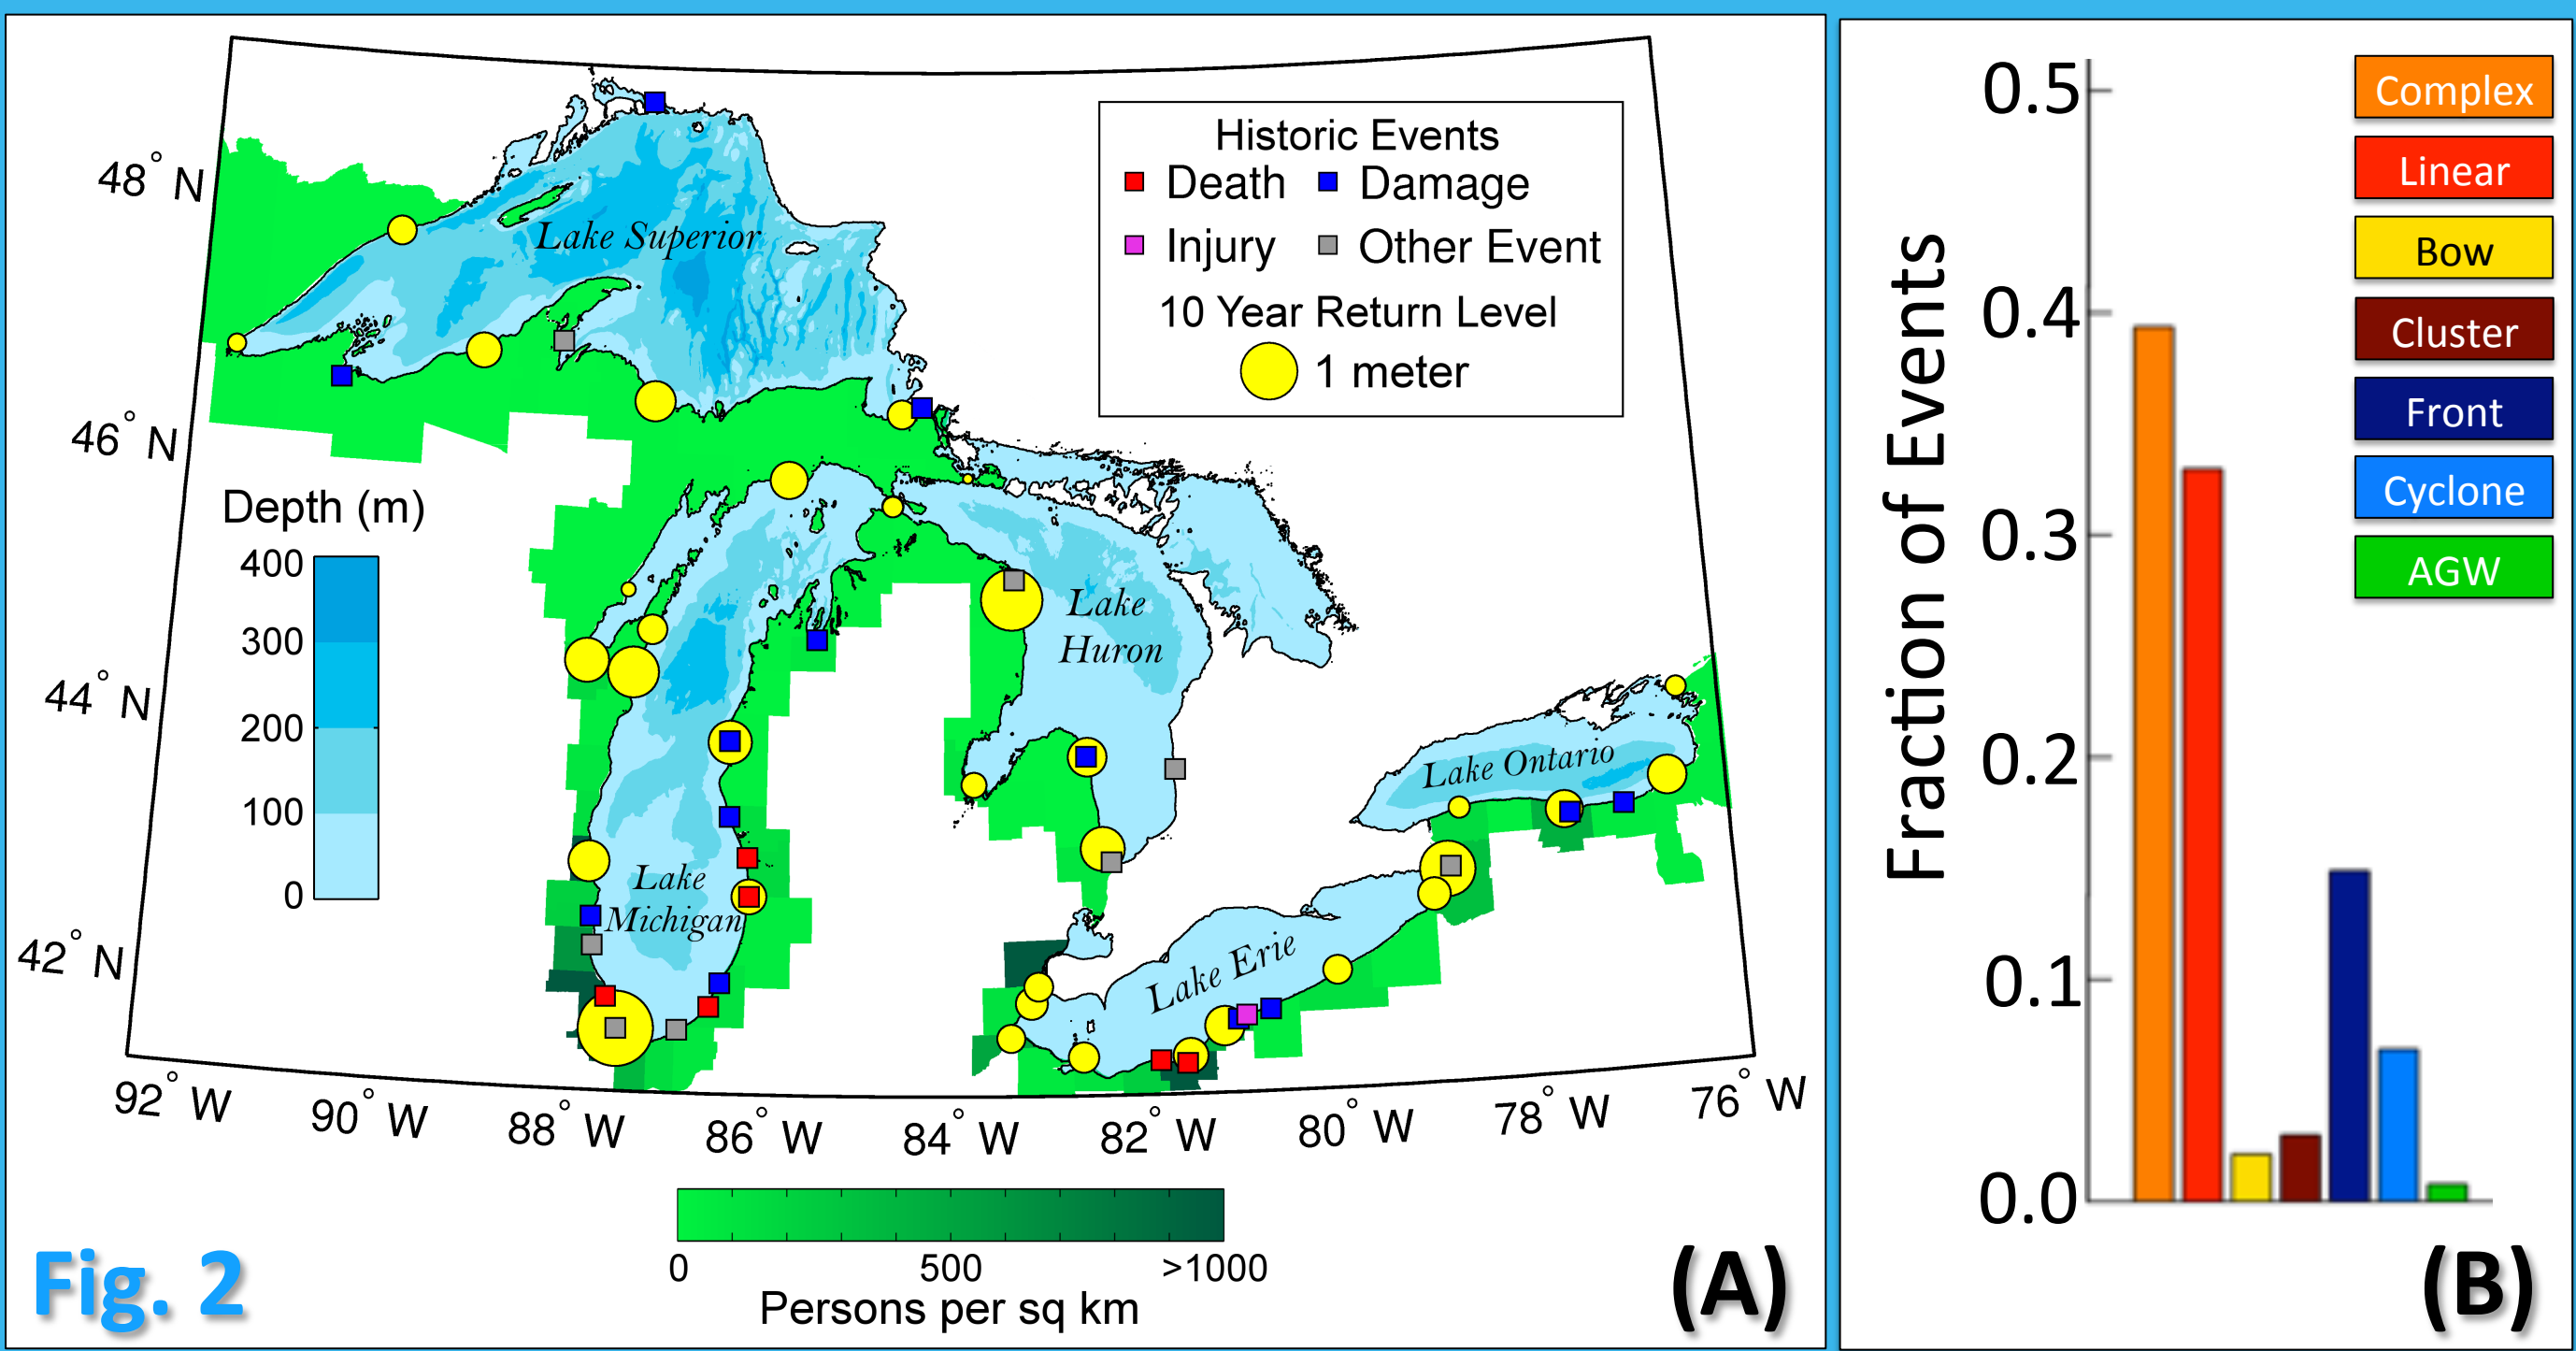 Historic Events
Death
Damage
Injury
Other Event
10 Year Return Level
1 meter
48° N
46° N
44° N
42° N
Lake Superior
Lake
Huron
Lake Ontario
Lake
Michigan
Lake Erie
Depth (m)
400
300
200
100
0
92° W
90° W
88° W
86° W
84° W
82° W
80° W
78° W
76° W
0
500
>1000
Persons per sq km
Fig. 2
(A)
Fraction of Events
0.5
0.4
0.3
0.2
0.1
0.0
Complex
Linear
Bow
Cluster
Front
Cyclone
AGW
(B)